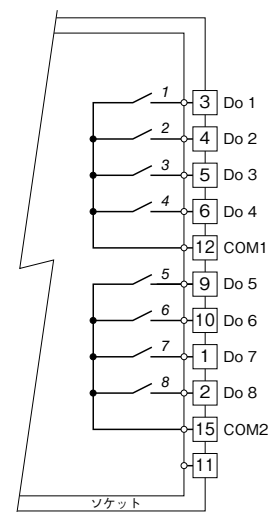 1 3 Do 1
2 4 Do 2
3 5 Do 3
4 6 Do 4
12 COM1
5 9 Do 5
6 10 Do 6
7 1 Do 7
8 2 Do 8
15 COM2
11
ソケット